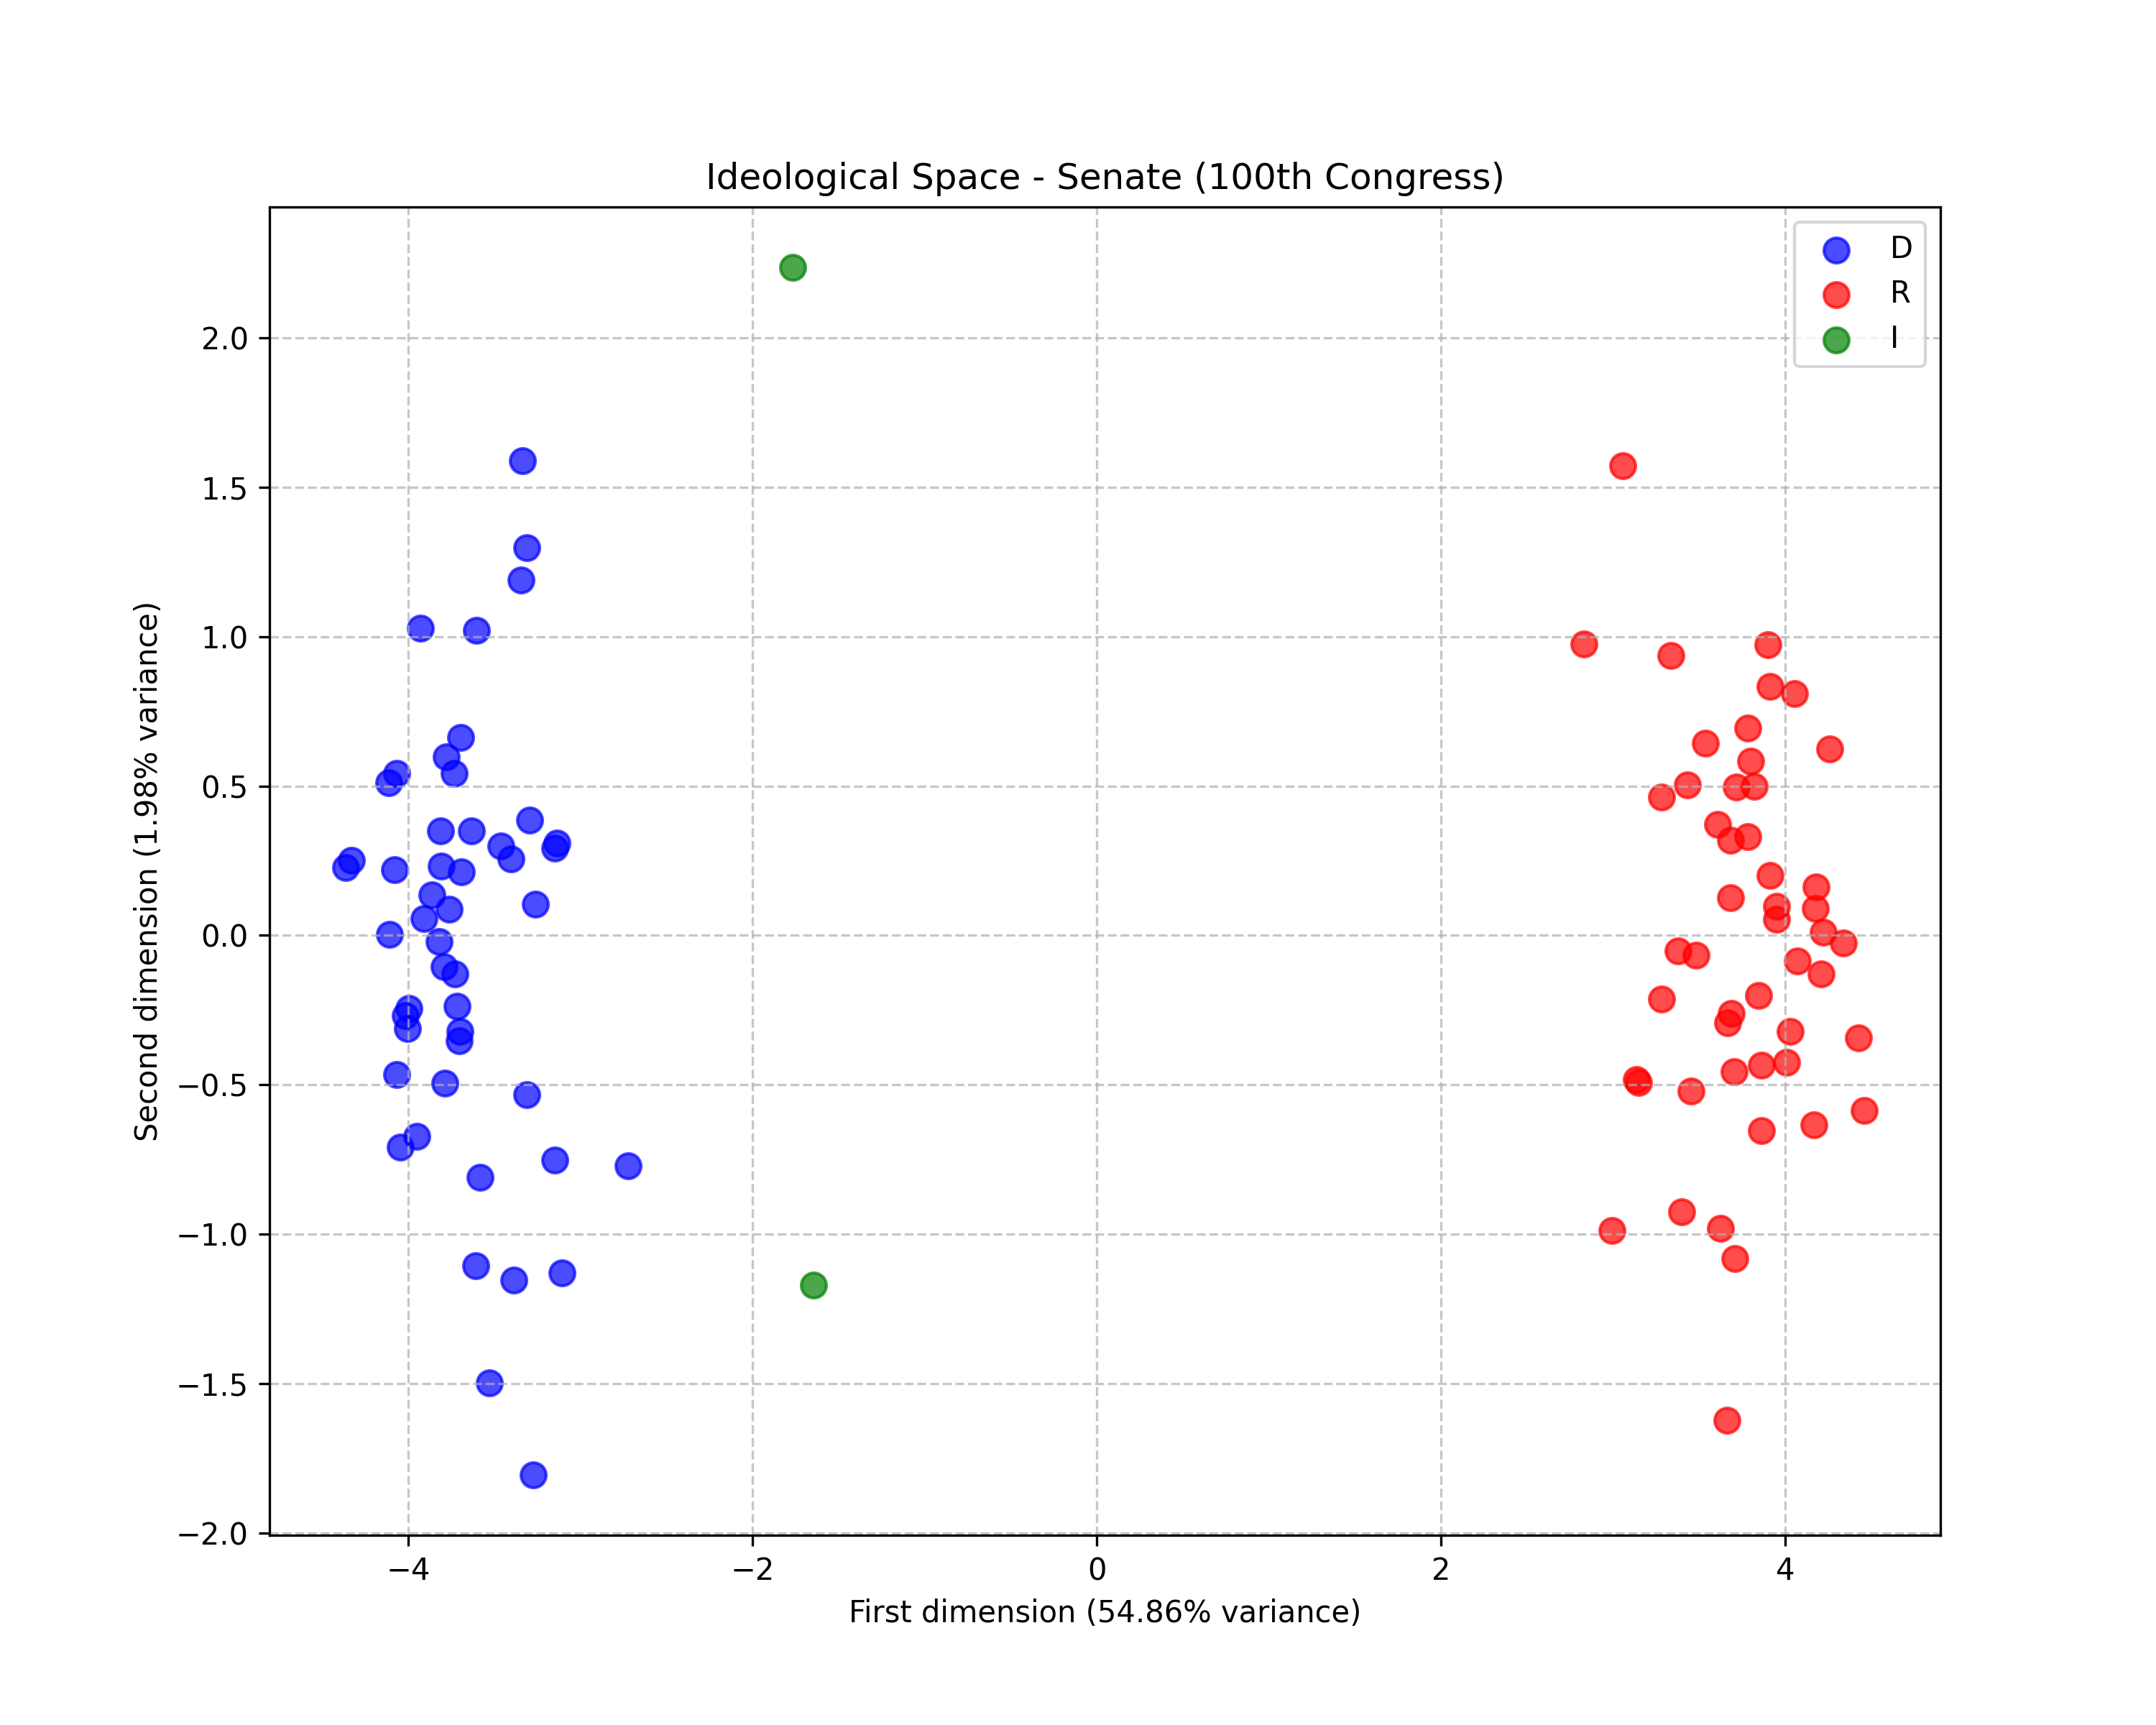 Ideological Space - Senate (100th Congress)
D
R
I
2.0
1.5
1.0
0.5
0.0
−0.5
−1.0
−1.5
−2.0
Second dimension (1.98% variance)
−4
−2
0
2
4
First dimension (54.86% variance)